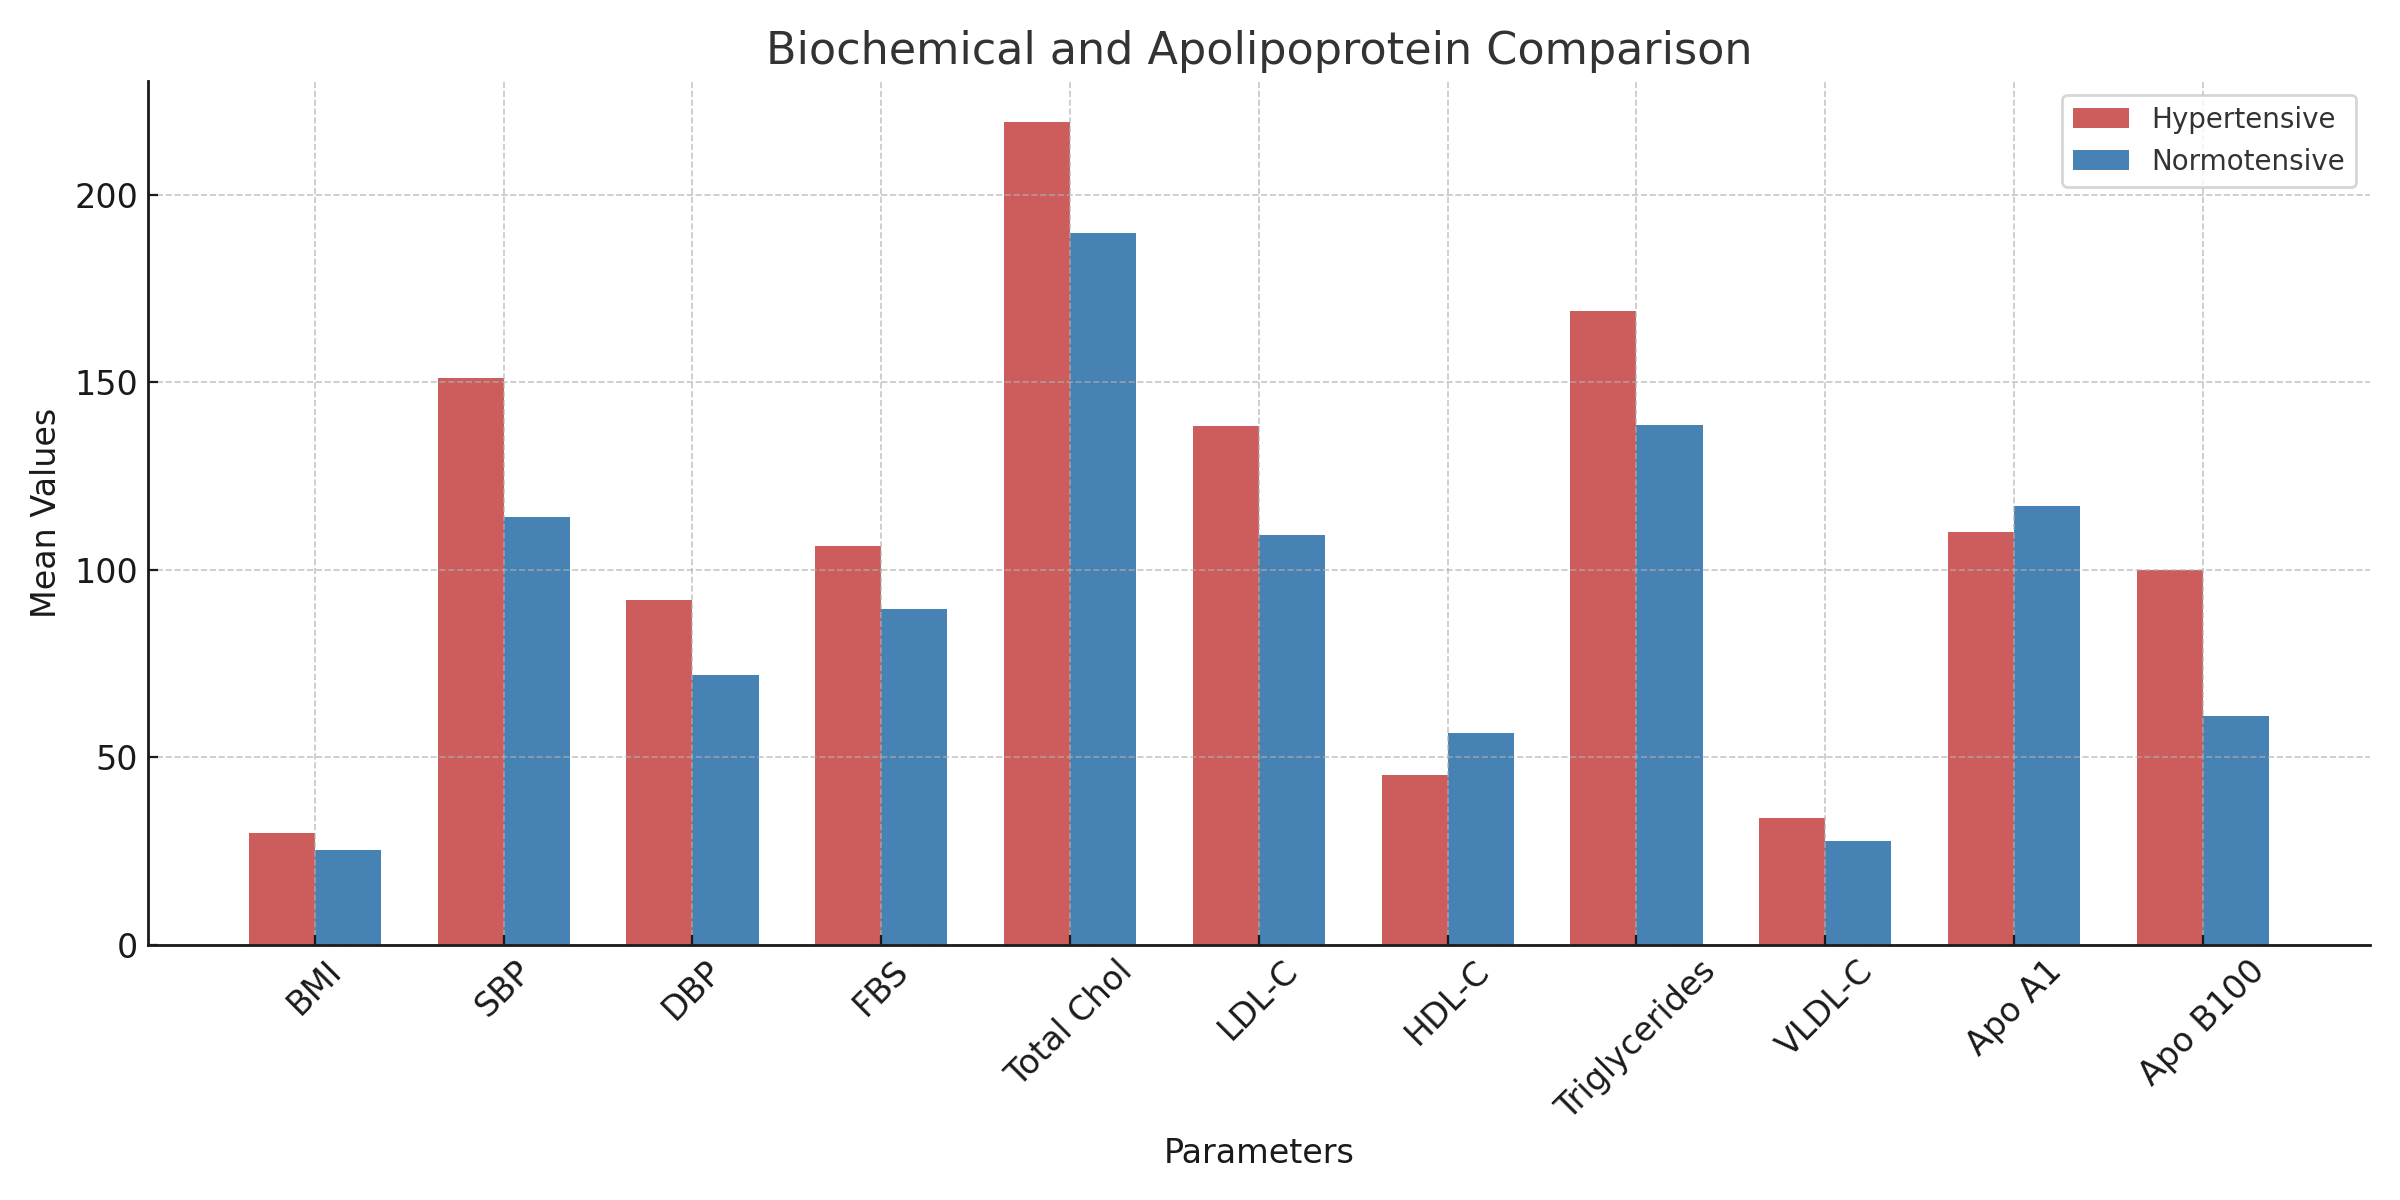 Biochemical and Apolipoprotein Comparison
Hypertensive
Normotensive
Mean Values
200
150
100
50
0
BMI
SBP
DBP
FBS
Total Chol
LDL-C
HDL-C
Triglycerides
VLDL-C
Apo A1
Apo B100
Parameters